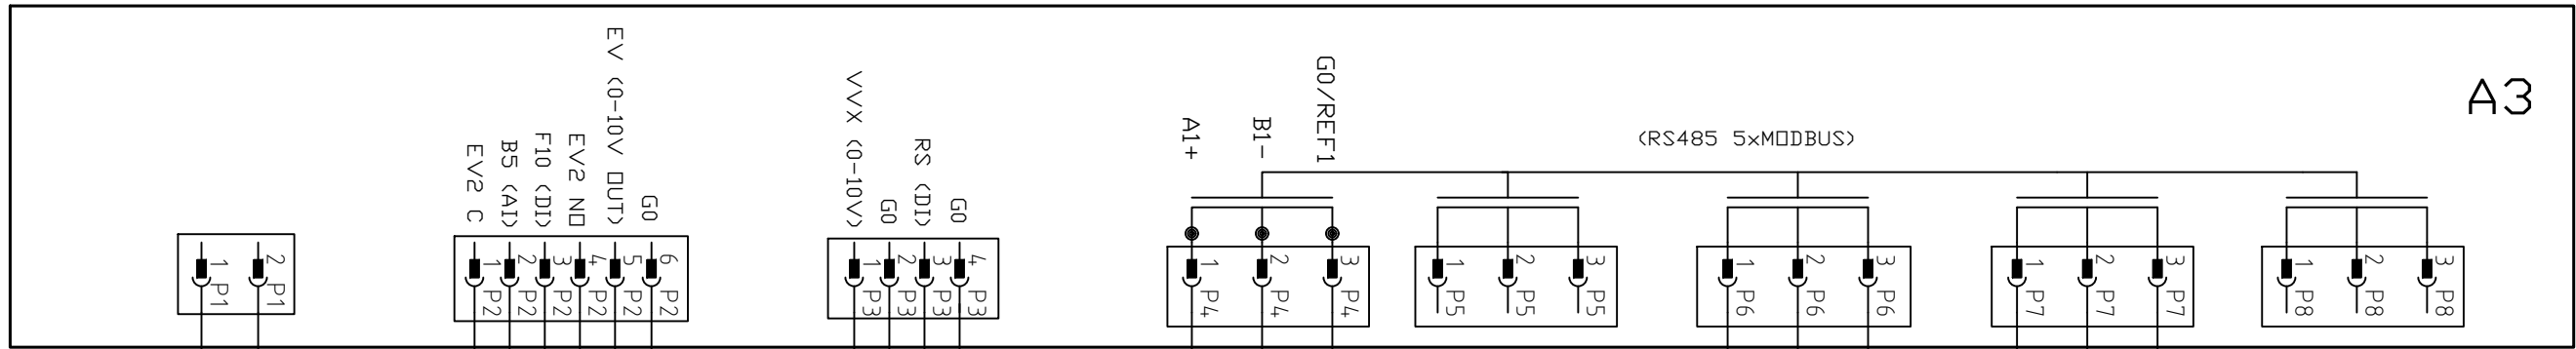 A3
EV2 C
B5 (AI)
F10 (DI)
EV2 NO
EV (0-10V OUT)
G0
VVX (0-10V)
G0
RS (DI)
G0
A1+
B1-
G0/REF1
(RS485 5xMODBUS)
1 P1
2 P1
1 P2
2 P2
3 P2
4 P2
5 P2
6 P2
1 P3
2 P3
3 P3
4 P3
1 P4
2 P4
3 P4
1 P5
2 P5
3 P5
1 P6
2 P6
3 P6
1 P7
2 P7
3 P7
1 P8
2 P8
3 P8